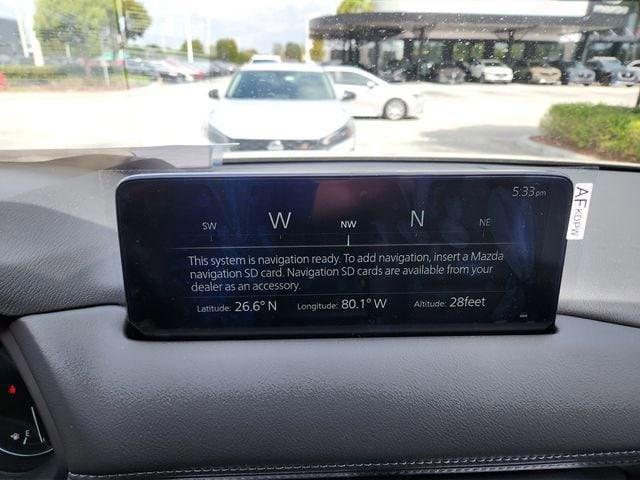 5:33pm
SW W NW N NE
This system is navigation ready. To add navigation, insert a Mazda
navigation SD card. Navigation SD cards are available from your
dealer as an accessory.
Latitude: 26.6° N Longitude: 80.1° W Altitude: 28feet
AFKDPW
E